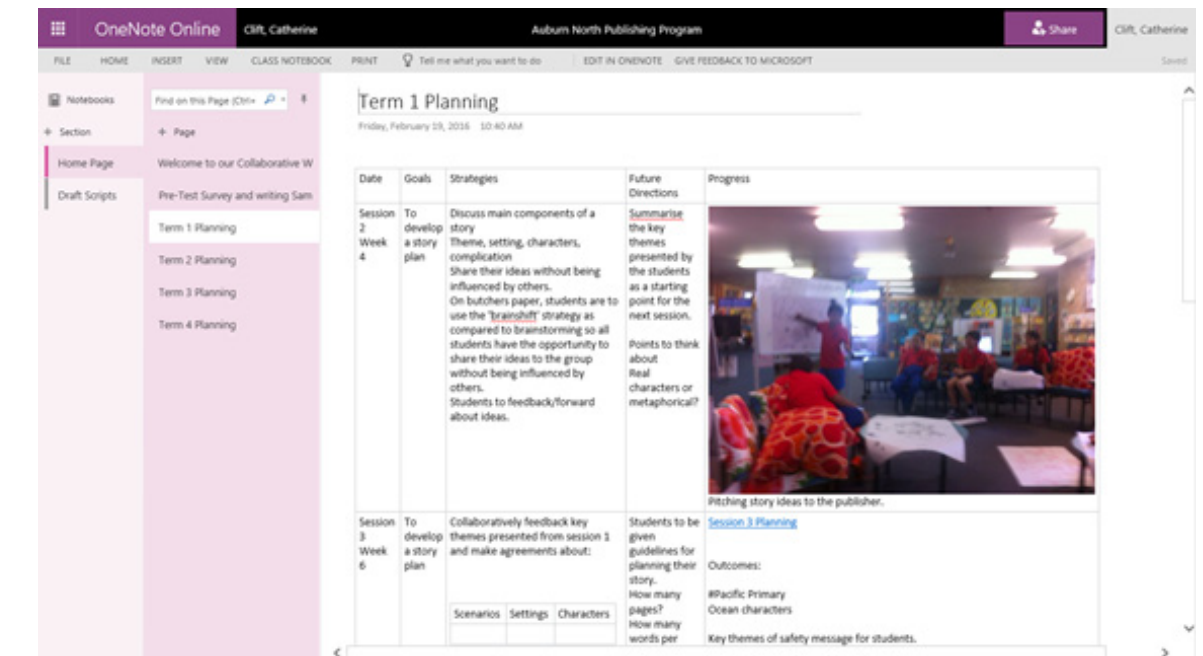 OneNote Online
Clift, Catherine
Auburn North Publishing Program
Share
Clift, Catherine
FILE HOME INSERT VIEW CLASS NOTEBOOK PRINT Tell me what you want to do EDIT IN ONENOTE GIVE FEEDBACK TO MICROSOFT Saved
Notebooks
+ Section
Home Page
Draft Scripts
Find on this Page (Ctrl+
+ Page
Welcome to our Collaborative W
Pre-Test Survey and writing Sam
Term 1 Planning
Term 2 Planning
Term 3 Planning
Term 4 Planning
Term 1 Planning
Friday, February 19, 2016 10:40 AM
Date
Goals
Strategies
Future
Directions
Progress
Session
2
Week
4
To
develop
a story
plan
Discuss main components of a
story
Theme, setting, characters,
complication
Share their ideas without being
influenced by others.
On butchers paper, students are to
use the 'brainshift' strategy as
compared to brainstorming so all
students have the opportunity to
share their ideas to the group
without being influenced by
others.
Students to feedback/forward
about ideas.
Summarise
the key
themes
presented by
the students
as a starting
point for the
next session.
Points to think
about
Real
characters or
metaphorical?
Pitching story ideas to the publisher.
Session
3
Week
6
To
develop
a story
plan
Collaboratively feedback key
themes presented from session 1
and make agreements about:
Scenarios Settings Characters
Students to be
given
guidelines for
planning their
story.
How many
pages?
How many
words per
Session 3 Planning
Outcomes:
#Pacific Primary
Ocean characters
Key themes of safety message for students.